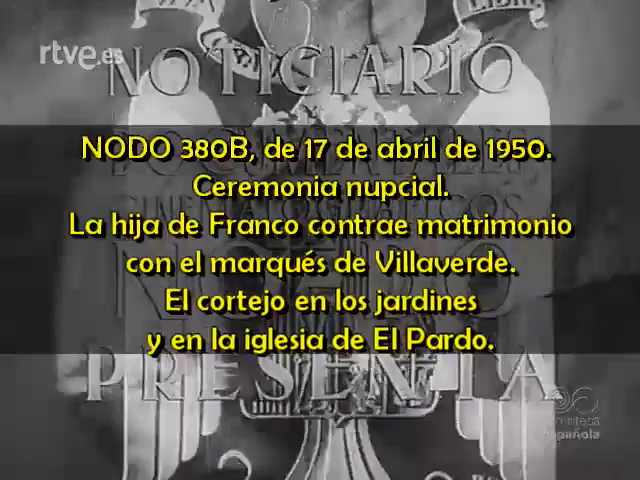 rtve.es
NOTICIARIO
NODO 380B, de 17 de abril de 1950.
Ceremonia nupcial.
La hija de Franco contrae matrimonio
con el marqués de Villaverde.
El cortejo en los jardines
y en la iglesia de El Pardo.
PRESENTA
española